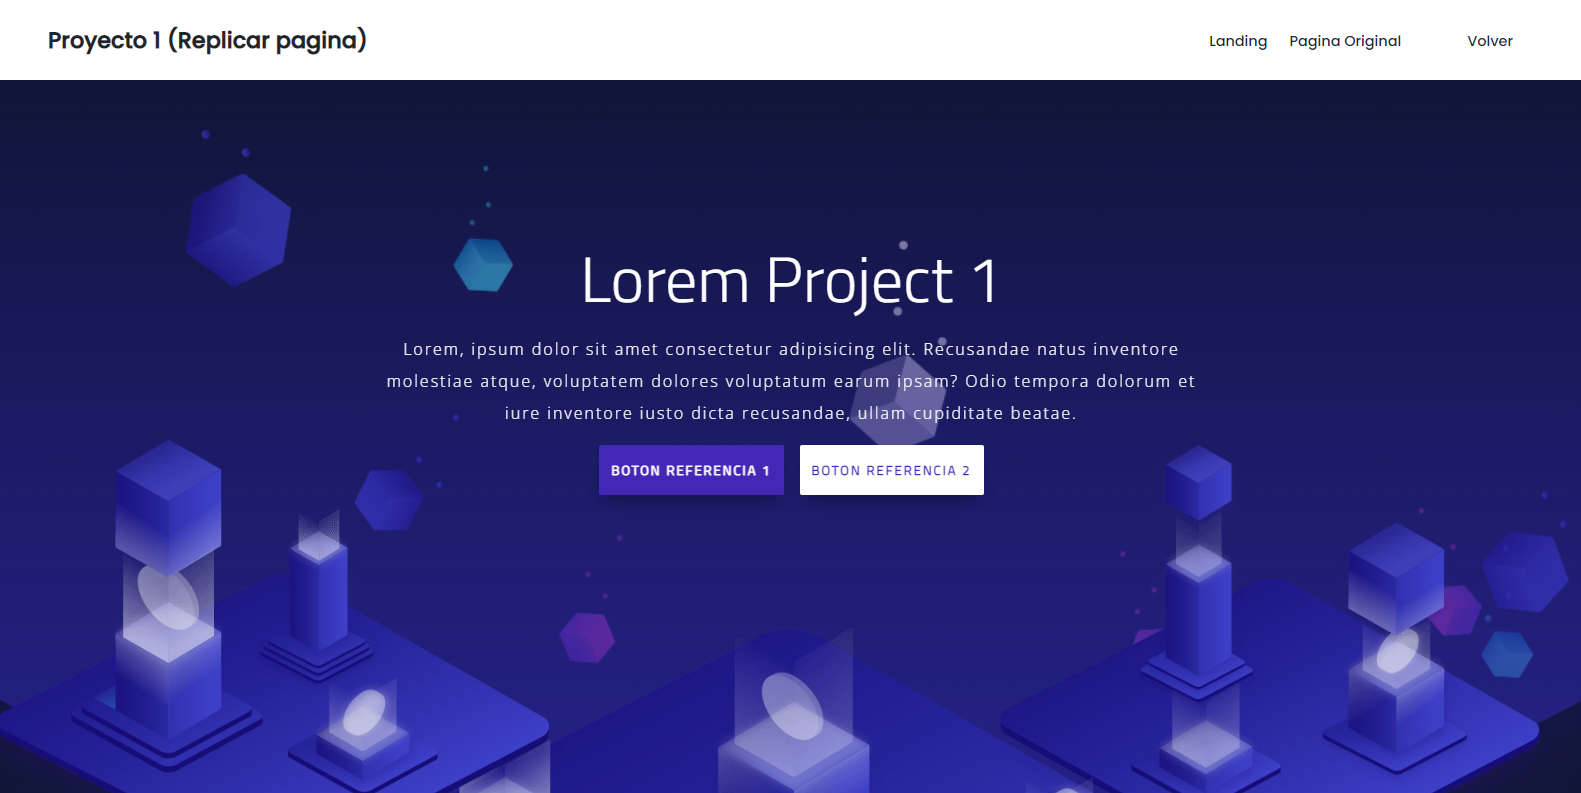 Proyecto 1 (Replicar pagina)
Landing Pagina Original Volver
Lorem Project 1
Lorem, ipsum dolor sit amet consectetur adipisicing elit. Recusandae natus inventore
molestiae atque, voluptatem dolores voluptatum earum ipsam? Odio tempora dolorum et
iure inventore iusto dicta recusandae, ullam cupiditate beatae.
BOTON REFERENCIA 1 BOTON REFERENCIA 2